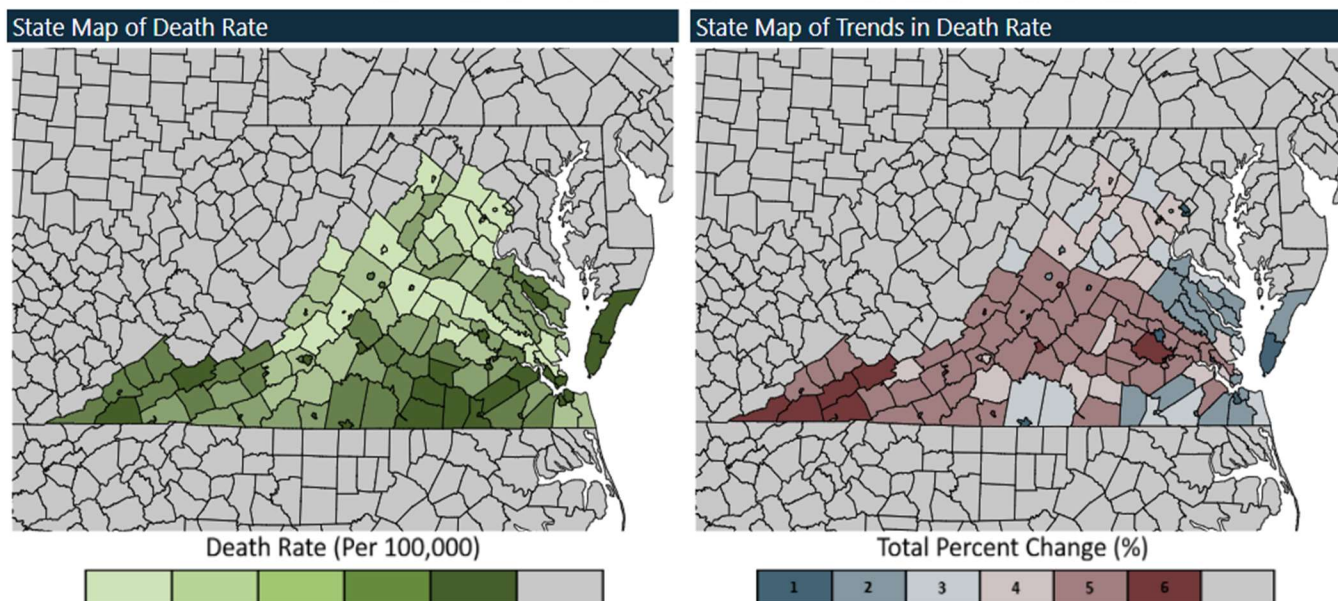 State Map of Death Rate
State Map of Trends in Death Rate
Death Rate (Per 100,000)
Total Percent Change (%)
1 2 3 4 5 6